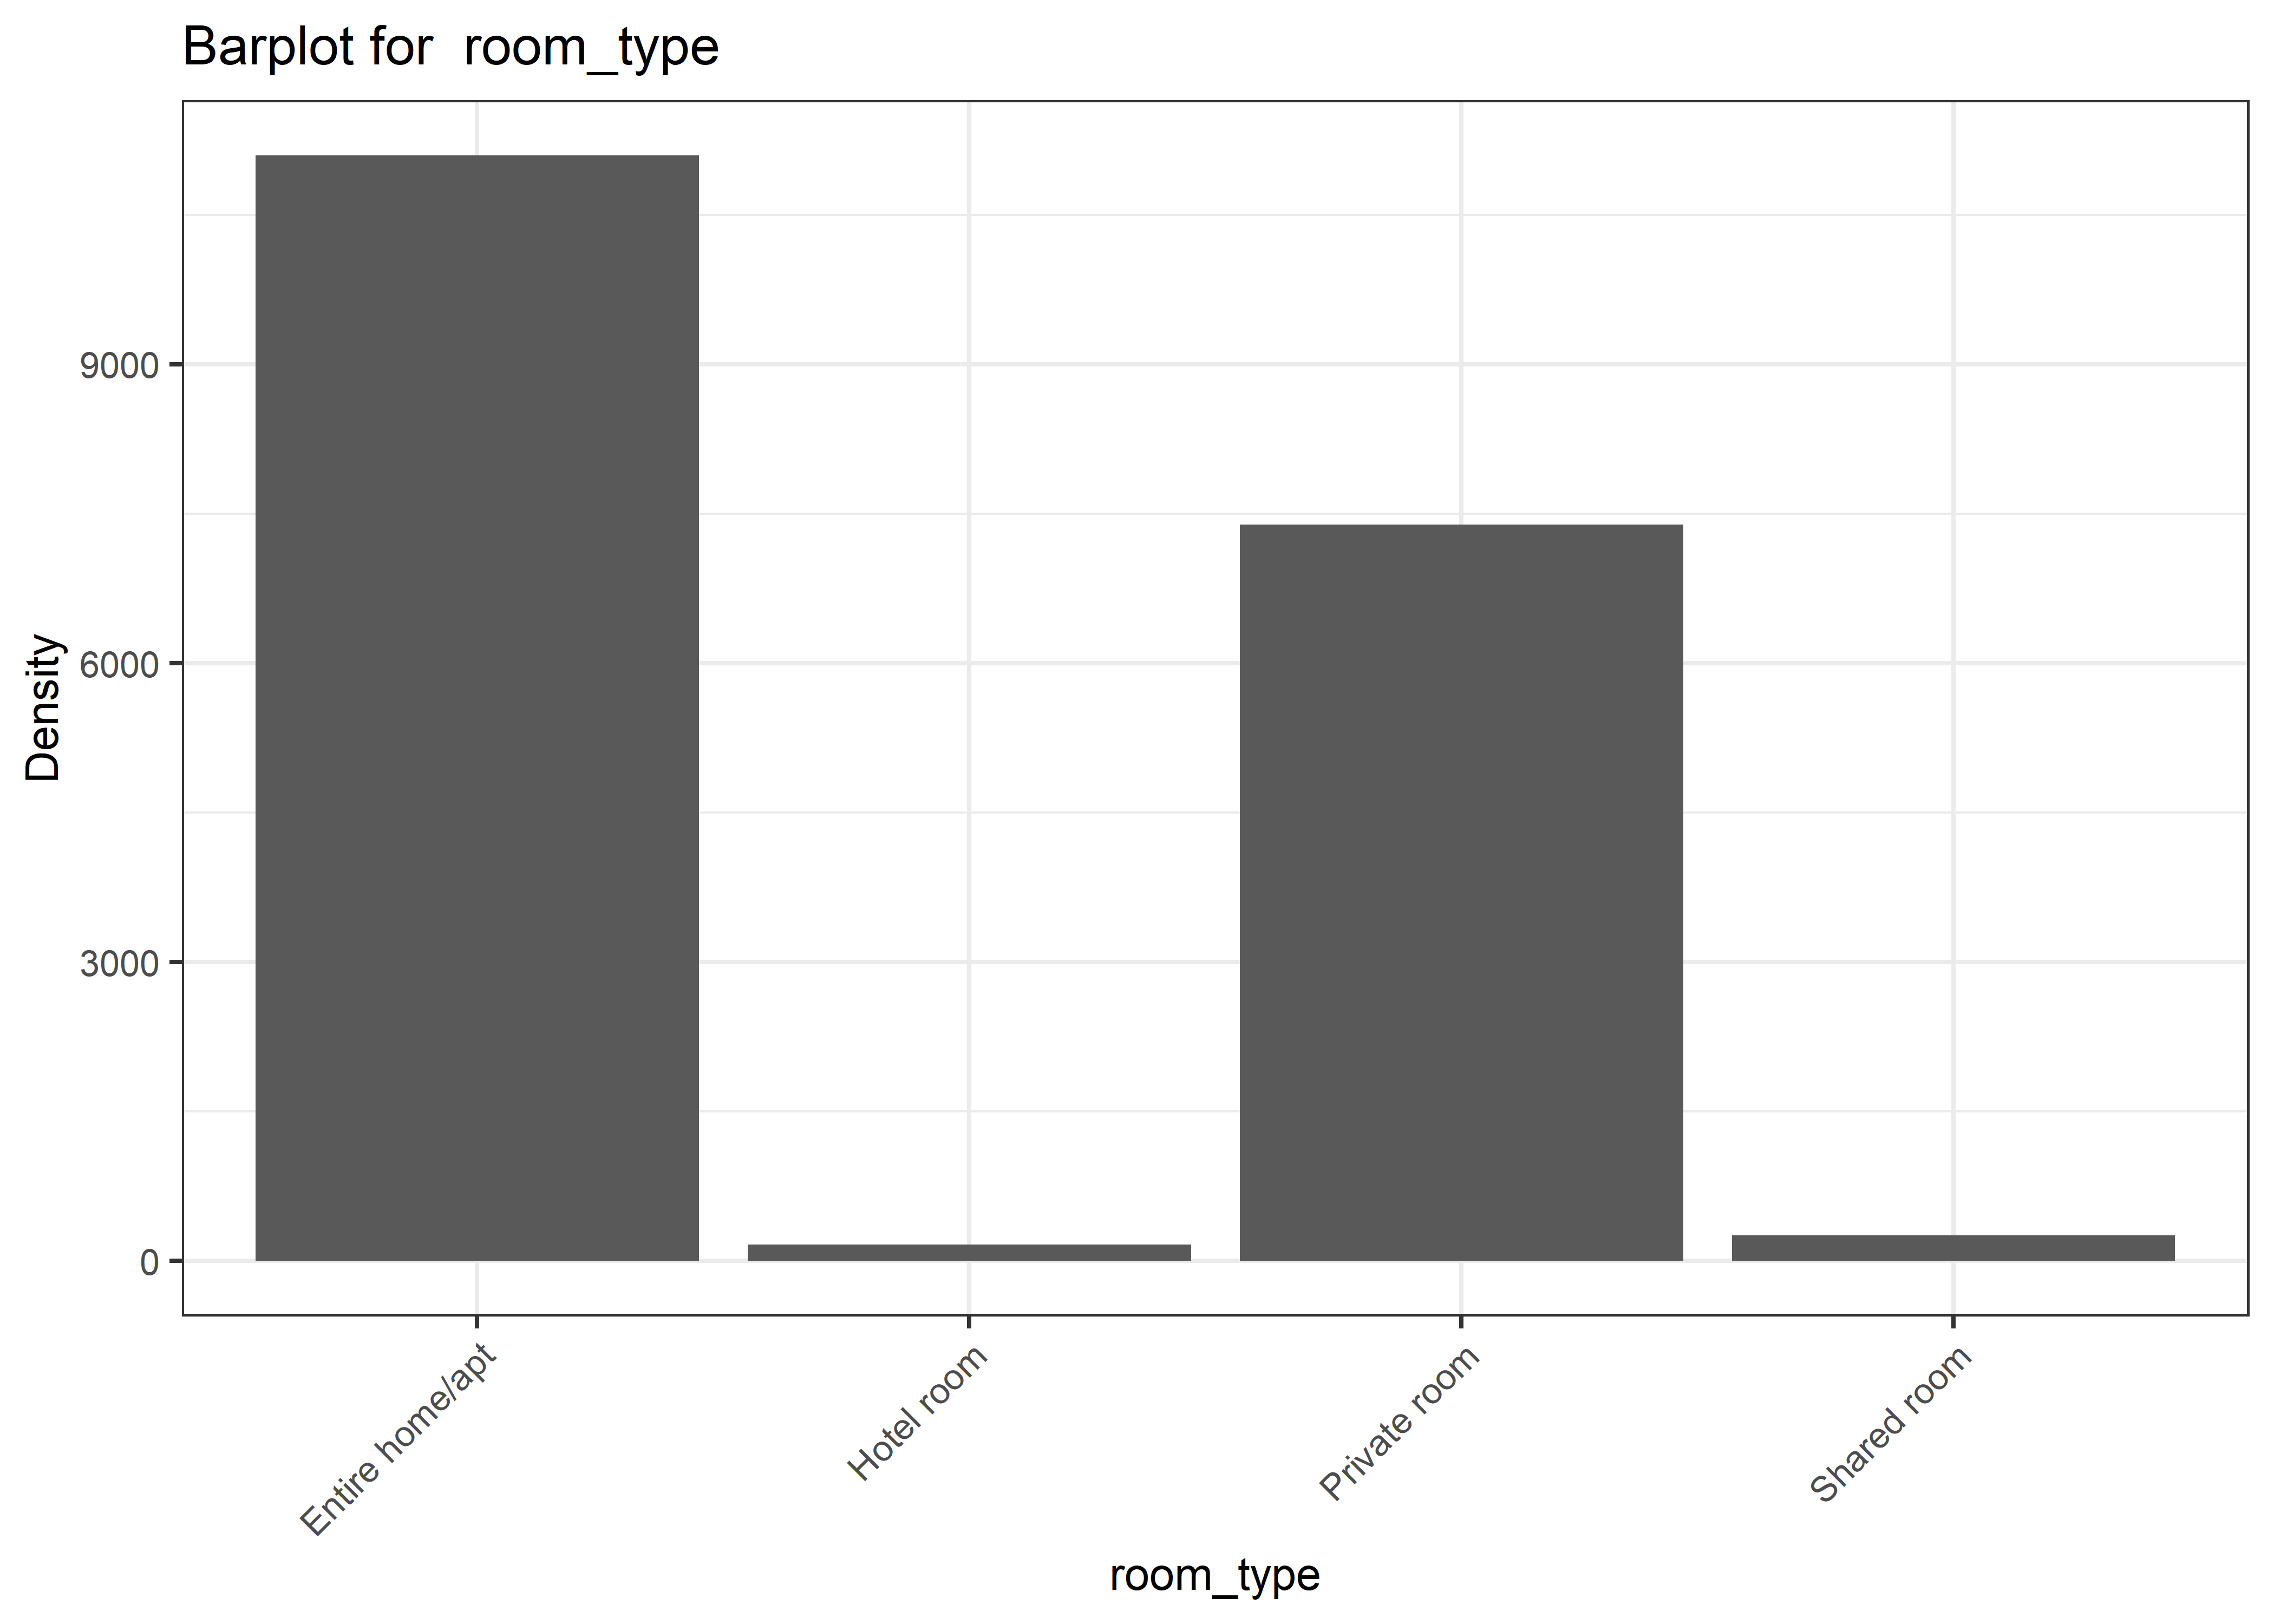 Barplot for  room_type
Density
9000
6000
3000
0
Entire home/apt
Hotel room
Private room
Shared room
room_type